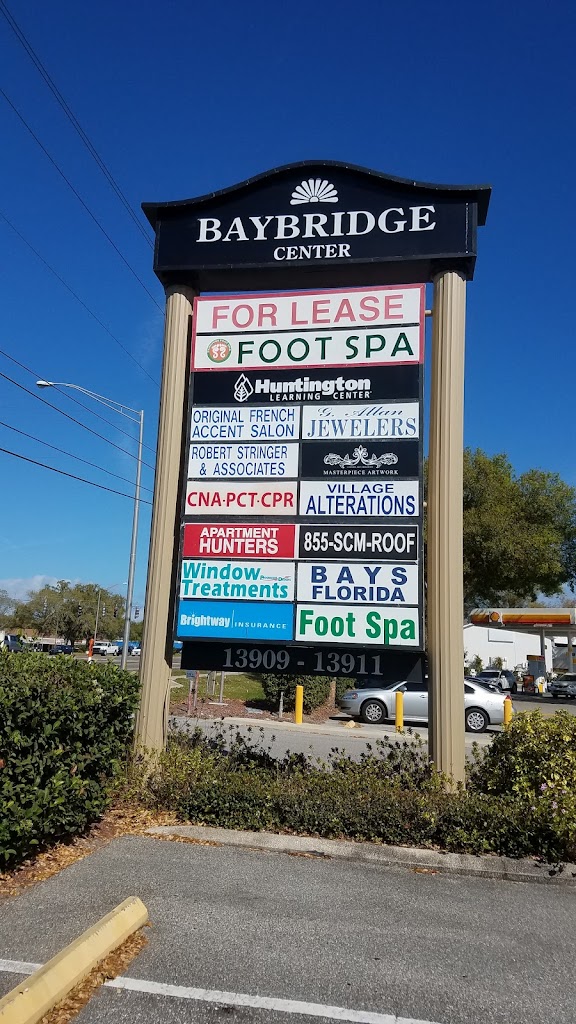 BAYBRIDGE
CENTER
FOR LEASE
FOOT SPA
Huntington
LEARNING CENTER
ORIGINAL FRENCH
ACCENT SALON
G. Allan
JEWELERS
ROBERT STRINGER
& ASSOCIATES
MASTERPIECE ARTWORK
CNA·PCT·CPR
VILLAGE
ALTERATIONS
APARTMENT
HUNTERS
855-SCM-ROOF
Window
Treatments
BAYS
FLORIDA
Brightway INSURANCE
Foot Spa
13909 - 13911